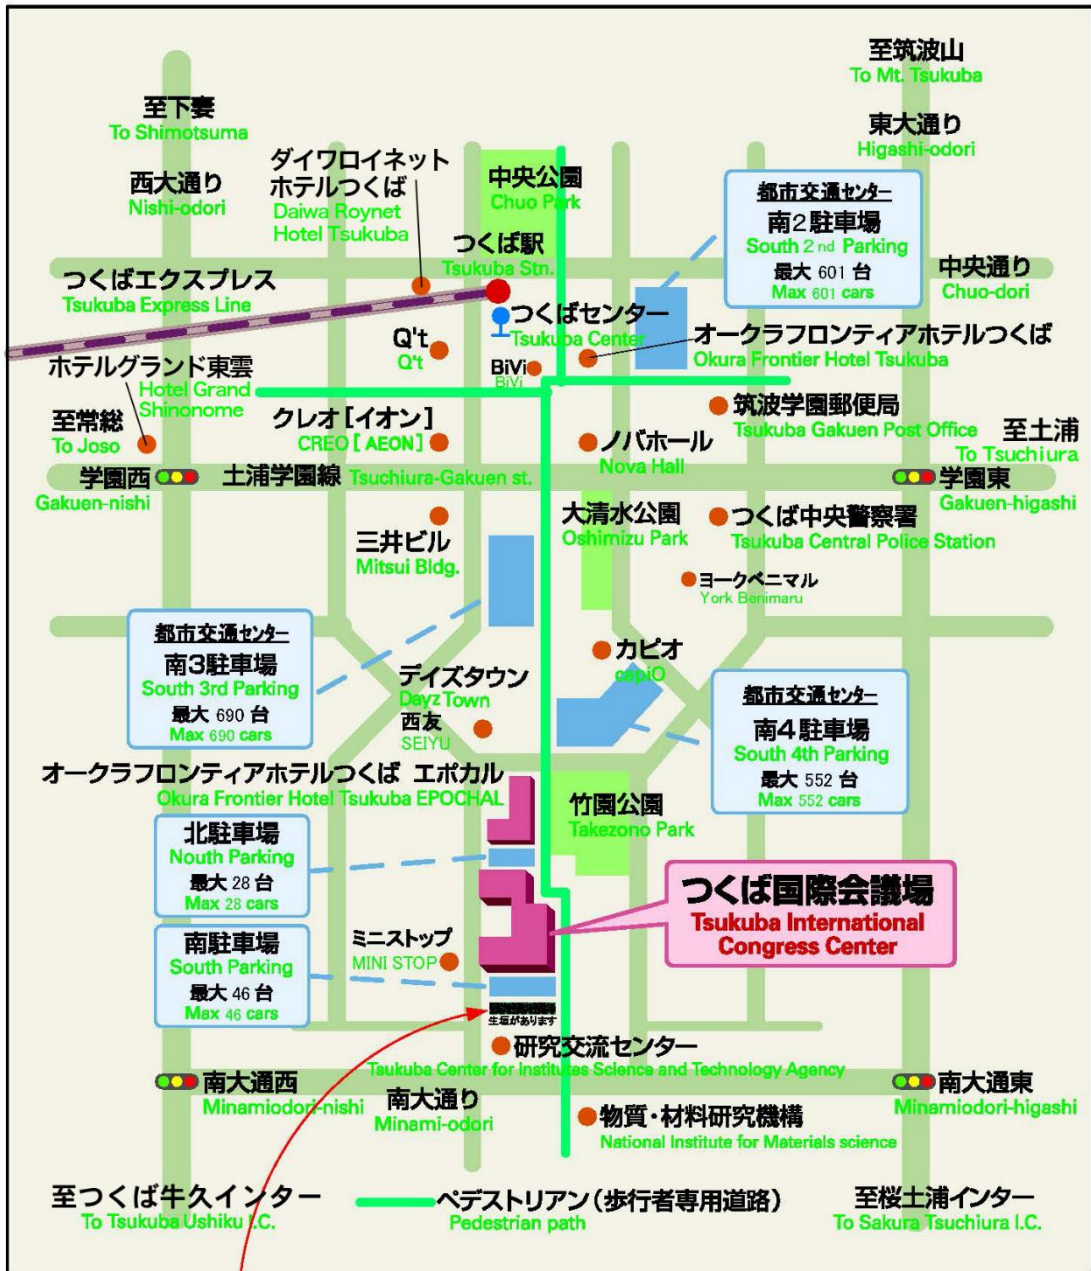 至筑波山
To Mt. Tsukuba
至下妻
To Shimotsuma
東大通り
Higashi-odori
西大通り
Nishi-odori
ダイワロイネット
ホテルつくば
Daiwa Roynet
Hotel Tsukuba
中央公園
Chuo Park
都市交通センター
南2駐車場
South 2nd Parking
最大 601 台
Max 601 cars
つくば駅
Tsukuba Stn.
つくばエクスプレス
Tsukuba Express Line
中央通り
Chuo-dori
つくばセンター
Tsukuba Center
Q't
Q't
オークラフロンティアホテルつくば
Okura Frontier Hotel Tsukuba
BiVi
BiVi
ホテルグランド東雲
Hotel Grand
Shinonome
クレオ [イオン]
CREO [ AEON ]
筑波学園郵便局
Tsukuba Gakuen Post Office
至常総
To Joso
ノバホール
Nova Hall
至土浦
To Tsuchiura
学園西
Gakuen-nishi
土浦学園線
Tsuchiura-Gakuen st.
学園東
Gakuen-higashi
三井ビル
Mitsui Bldg.
大清水公園
Oshimizu Park
つくば中央警察署
Tsukuba Central Police Station
ヨークベニマル
York Benimaru
都市交通センター
南3駐車場
South 3rd Parking
最大 690 台
Max 690 cars
カピオ
capiO
デイズタウン
Dayz Town
西友
SEIYU
都市交通センター
南4駐車場
South 4th Parking
最大 552 台
Max 552 cars
オークラフロンティアホテルつくば エポカル
Okura Frontier Hotel Tsukuba EPOCHAL
竹園公園
Takezono Park
北駐車場
Nouth Parking
最大 28 台
Max 28 cars
つくば国際会議場
Tsukuba International
Congress Center
南駐車場
South Parking
最大 46 台
Max 46 cars
ミニストップ
MINI STOP
生垣があります
研究交流センター
Tsukuba Center for Institutes Science and Technology Agency
南大通西
Minamiodori-nishi
南大通り
Minami-odori
南大通東
Minamiodori-higashi
物質・材料研究機構
National Institute for Materials science
至つくば牛久インター
To Tsukuba Ushiku I.C.
ペデストリアン(歩行者専用道路)
Pedestrian path
至桜土浦インター
To Sakura Tsuchiura I.C.